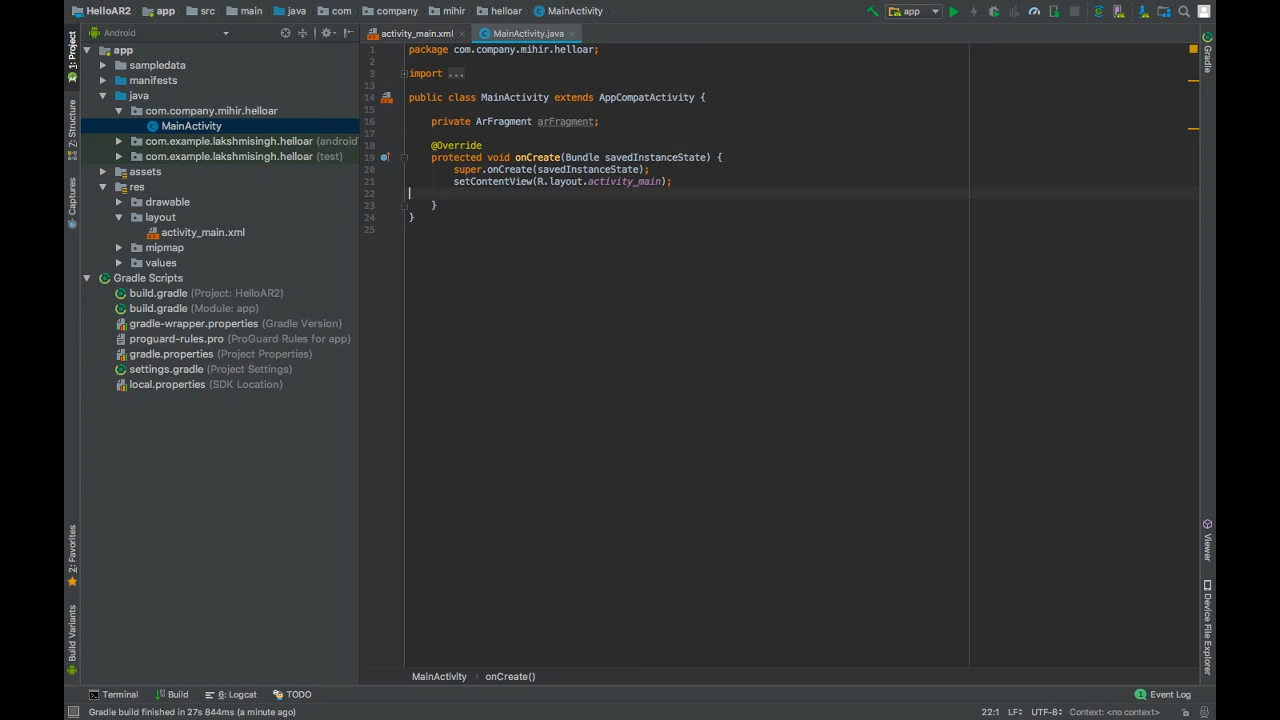 HelloAR2 app src main java com company mihir helloar MainActivity app
1: Project
Android
activity_main.xml
MainActivity.java
app
sampledata
manifests
java
com.company.mihir.helloar
MainActivity
com.example.lakshmisingh.helloar (android
com.example.lakshmisingh.helloar (test)
assets
res
drawable
layout
activity_main.xml
mipmap
values
Gradle Scripts
build.gradle (Project: HelloAR2)
build.gradle (Module: app)
gradle-wrapper.properties (Gradle Version)
proguard-rules.pro (ProGuard Rules for app)
gradle.properties (Project Properties)
settings.gradle (Project Settings)
local.properties (SDK Location)
Z: Structure
Captures
2: Favorites
Build Variants
1 package com.company.mihir.helloar;
2
3 import ...
13
14 public class MainActivity extends AppCompatActivity {
15
16 private ArFragment arFragment;
17
18 @Override
19 protected void onCreate(Bundle savedInstanceState) {
20 super.onCreate(savedInstanceState);
21 setContentView(R.layout.activity_main);
22
23 }
24 }
25
Gradle
Viewer
Device File Explorer
MainActivity onCreate()
Terminal Build 6: Logcat TODO 1 Event Log
Gradle build finished in 27s 844ms (a minute ago) 22:1 LF UTF-8 Context: <no context>